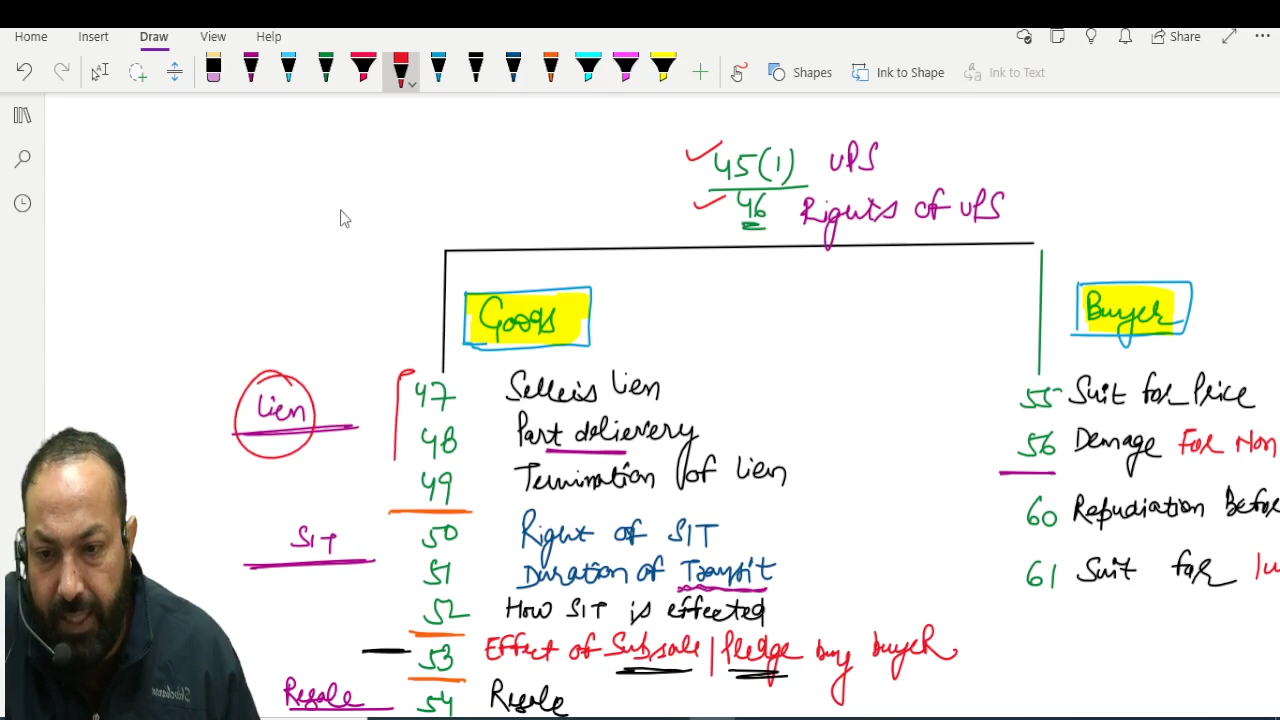 Home Insert Draw View Help
Share
Shapes Ink to Shape Ink to Text
45(1) UPS
46 Rights of UPS
Goods
Buyer
Lien
47 Seller's Lien
48 Part delievery
49 Termination of Lien
SIT
50 Right of SIT
51 Duration of Transit
52 How SIT is effected
53 Effect of Subsale | Pledge buy buyer
Resale
54 Resale
55 Suit for Price
56 Demage For Non
60 Repudiation Befor
61 Suit for